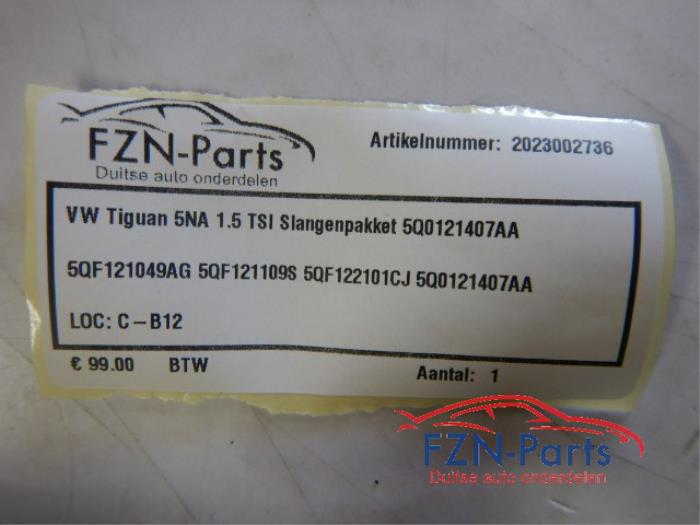 FZN-Parts
Duitse auto onderdelen
Artikelnummer: 2023002736
VW Tiguan 5NA 1.5 TSI Slangenpakket 5Q0121407AA
5QF121049AG 5QF121109S 5QF122101CJ 5Q0121407AA
LOC: C-B12
€ 99.00 BTW
Aantal: 1
FZN-Parts
Duitse auto onderdelen